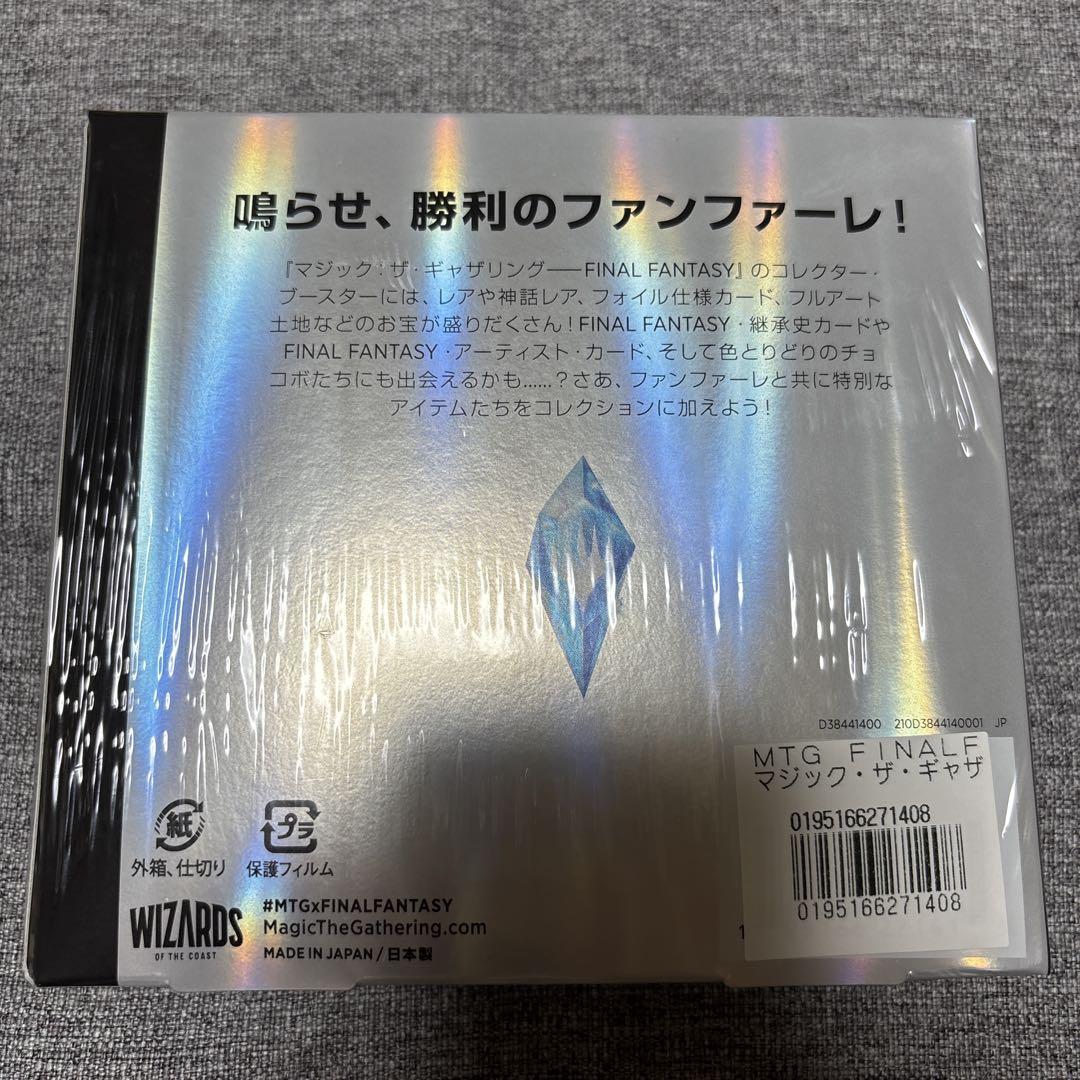 鳴らせ、勝利のファンファーレ!
『マジック:ザ・ギャザリング――FINAL FANTASY』のコレクター・
ブースターには、レアや神話レア、フォイル仕様カード、フルアート
土地などのお宝が盛りだくさん!FINAL FANTASY・継承史カードや
FINAL FANTASY・アーティスト・カード、そして色とりどりのチョ
コボたちにも出会えるかも……?さあ、ファンファーレと共に特別な
アイテムたちをコレクションに加えよう!
D38441400 210D3844140001 JP
MTG FINALF
マジック・ザ・ギャザ
0195166271408
0195166271408
紙
プラ
外箱、仕切り 保護フィルム
WIZARDS
OF THE COAST
#MTGxFINALFANTASY
MagicTheGathering.com
MADE IN JAPAN / 日本製